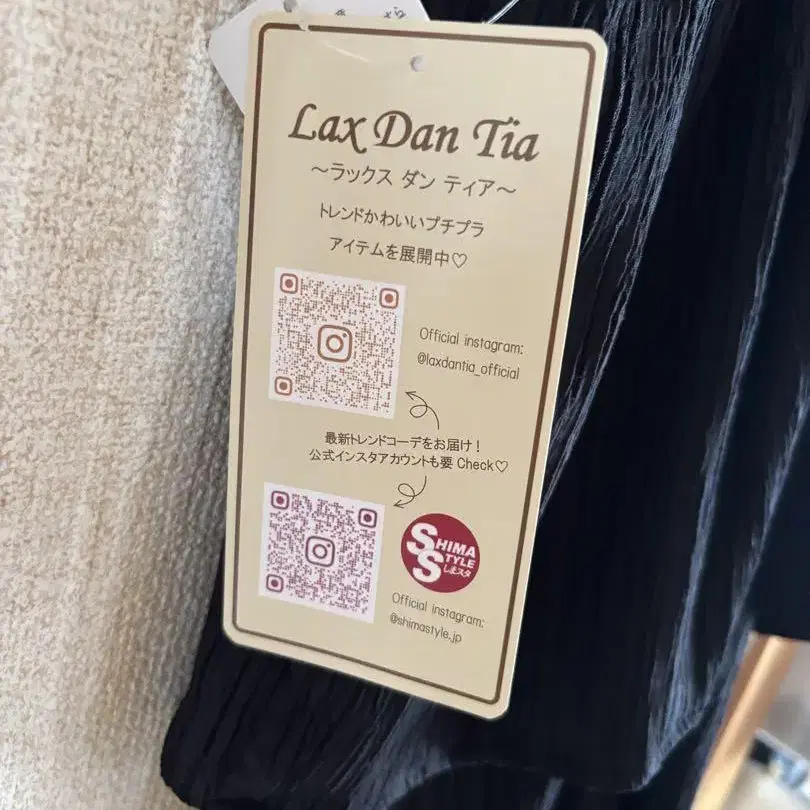 Lax Dan Tia
～ラックス ダン ティア～
トレンドかわいいプチプラ
アイテムを展開中♡
Official instagram:
@laxdantia_official
最新トレンドコーデをお届け！
公式インスタアカウントも要 Check♡
SHIMA
STYLE
しまスタ
Official instagram:
@shimastyle.jp